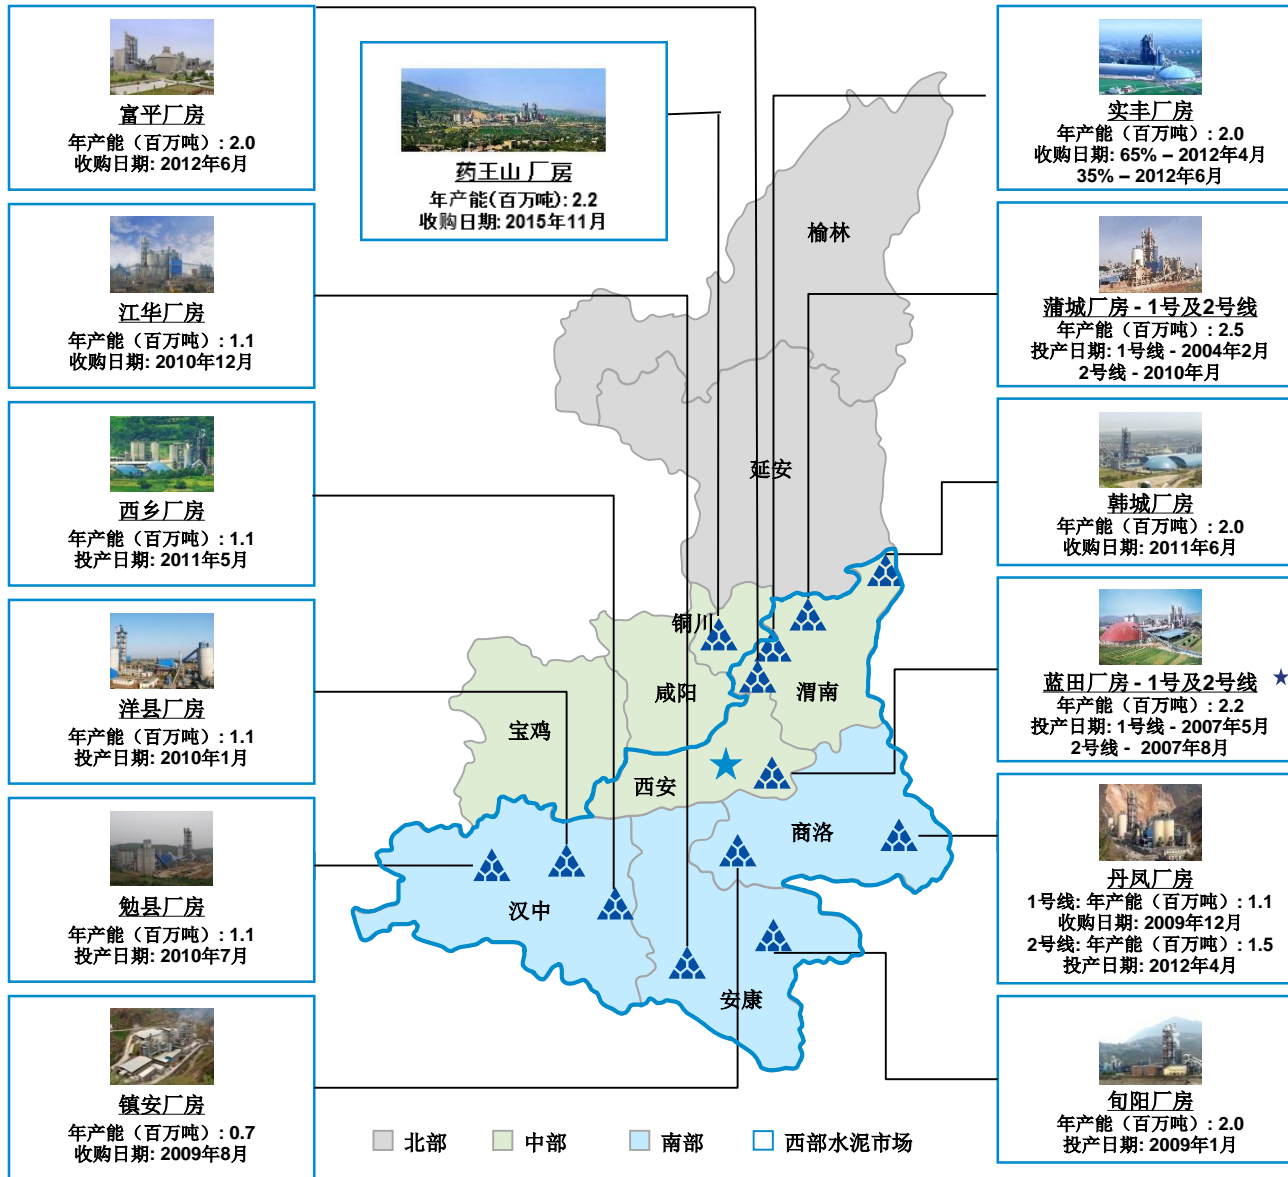 富平厂房
年产能（百万吨）: 2.0
收购日期: 2012年6月
江华厂房
年产能（百万吨）: 1.1
收购日期: 2010年12月
西乡厂房
年产能（百万吨）: 1.1
投产日期: 2011年5月
洋县厂房
年产能（百万吨）: 1.1
投产日期: 2010年1月
勉县厂房
年产能（百万吨）: 1.1
投产日期: 2010年7月
镇安厂房
年产能（百万吨）: 0.7
收购日期: 2009年8月
药王山 厂房
年产能(百万吨): 2.2
收购日期: 2015年11月
榆林
延安
铜川
咸阳
渭南
宝鸡
西安
商洛
汉中
安康
北部
中部
南部
西部水泥市场
实丰厂房
年产能（百万吨）: 2.0
收购日期: 65% – 2012年4月
35% – 2012年6月
蒲城厂房 - 1号及2号线
年产能（百万吨）: 2.5
投产日期: 1号线 - 2004年2月
2号线 - 2010年月
韩城厂房
年产能（百万吨）: 2.0
收购日期: 2011年6月
蓝田厂房 - 1号及2号线
年产能（百万吨）: 2.2
投产日期: 1号线 - 2007年5月
2号线 - 2007年8月
丹凤厂房
1号线: 年产能（百万吨）: 1.1
收购日期: 2009年12月
2号线: 年产能（百万吨）: 1.5
投产日期: 2012年4月
旬阳厂房
年产能（百万吨）: 2.0
投产日期: 2009年1月